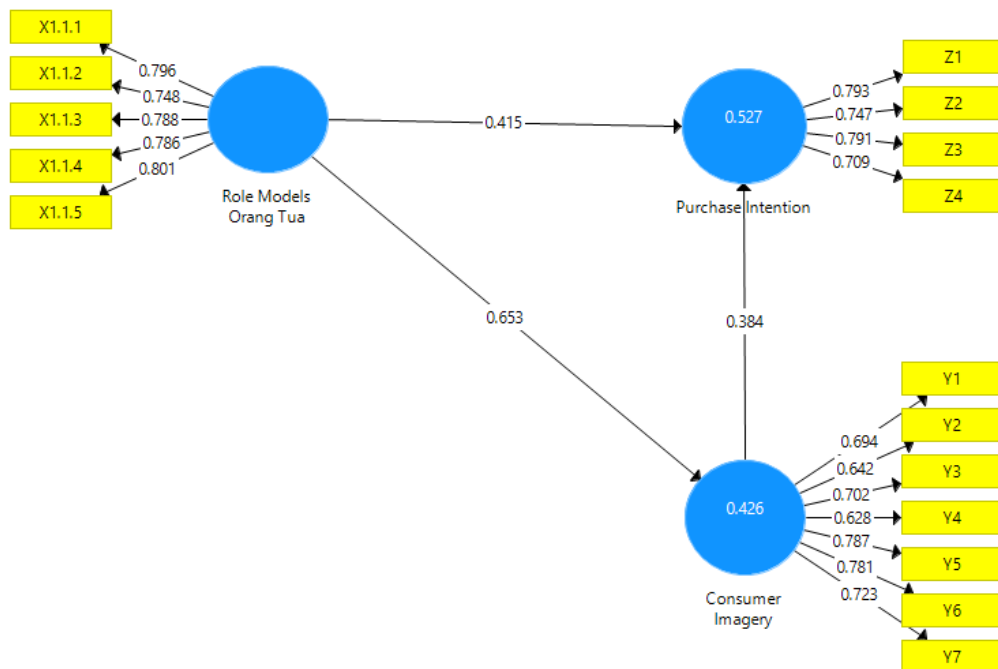 X1.1.1
X1.1.2
X1.1.3
X1.1.4
X1.1.5
0.796
0.748
0.788
0.786
0.801
Role Models
Orang Tua
0.415
0.653
0.527
Purchase Intention
0.793
0.747
0.791
0.709
Z1
Z2
Z3
Z4
0.384
0.426
Consumer
Imagery
0.694
0.642
0.702
0.628
0.787
0.781
0.723
Y1
Y2
Y3
Y4
Y5
Y6
Y7